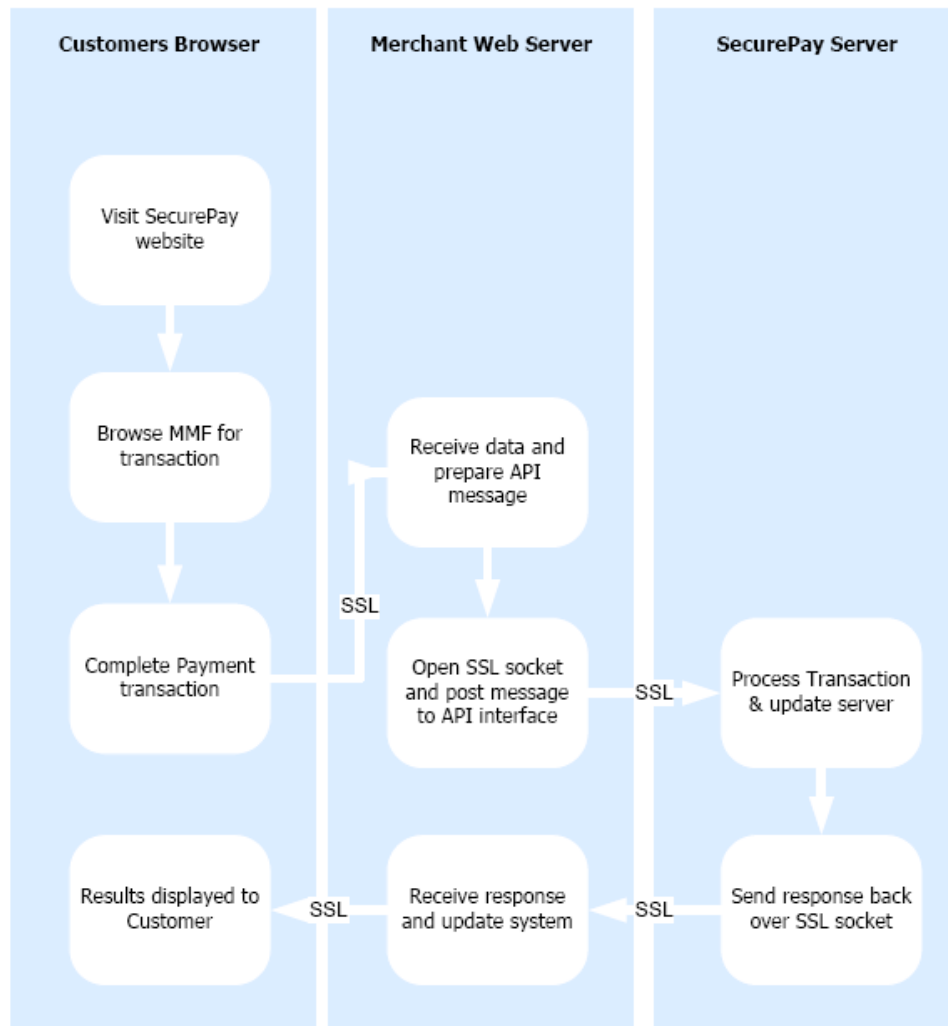 Customers Browser
Merchant Web Server
SecurePay Server
Visit SecurePay
website
Browse MMF for
transaction
Receive data and
prepare API
message
SSL
Complete Payment
transaction
Open SSL socket
and post message
to API interface
SSL
Process Transaction
& update server
Results displayed to
Customer
SSL
Receive response
and update system
SSL
Send response back
over SSL socket